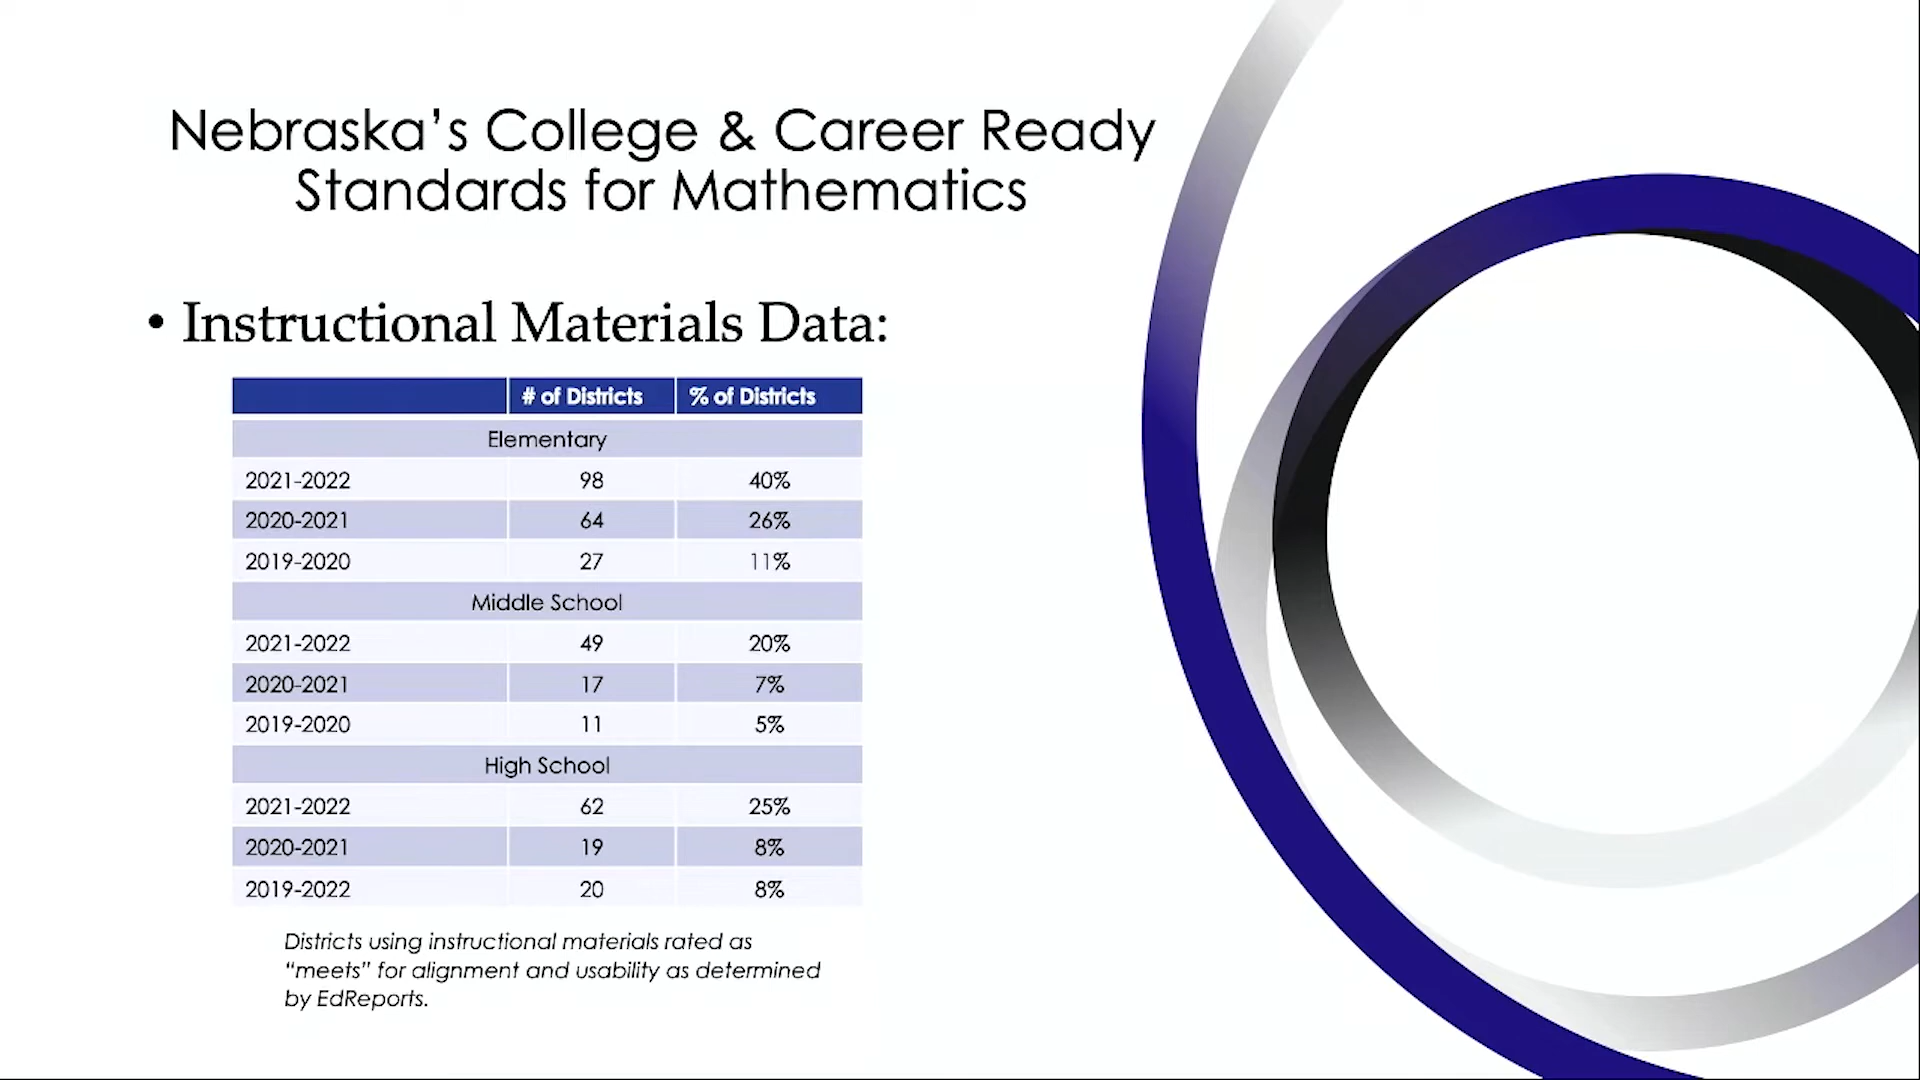 Nebraska's College & Career Ready
Standards for Mathematics
• Instructional Materials Data:
# of Districts % of Districts
Elementary
2021-2022 98 40%
2020-2021 64 26%
2019-2020 27 11%
Middle School
2021-2022 49 20%
2020-2021 17 7%
2019-2020 11 5%
High School
2021-2022 62 25%
2020-2021 19 8%
2019-2022 20 8%
Districts using instructional materials rated as
“meets” for alignment and usability as determined
by EdReports.